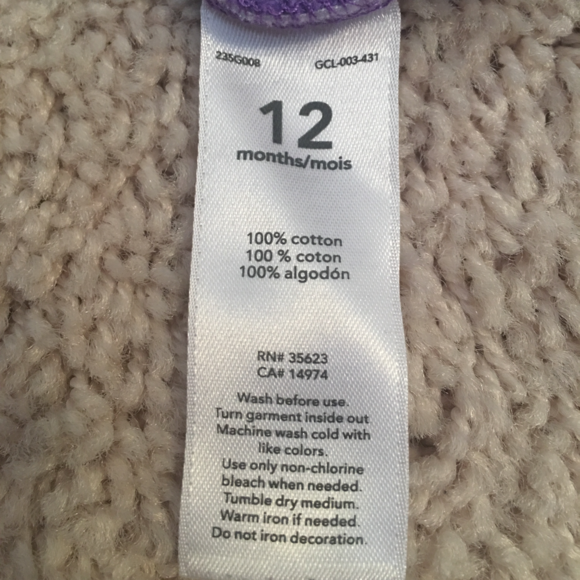 235G008 GCL-003-431
12
months/mois
100% cotton
100 % coton
100% algodón
RN# 35623
CA# 14974
Wash before use.
Turn garment inside out
Machine wash cold with
like colors.
Use only non-chlorine
bleach when needed.
Tumble dry medium.
Warm iron if needed.
Do not iron decoration.